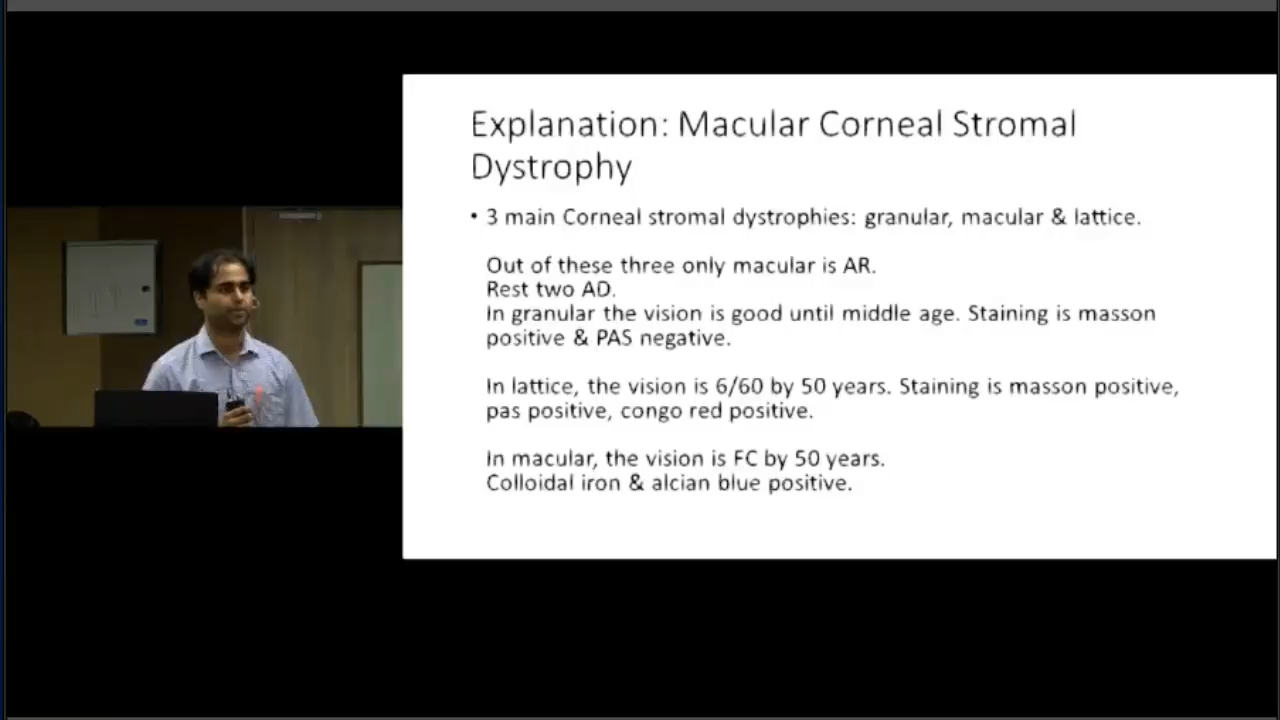 Explanation: Macular Corneal Stromal
Dystrophy
• 3 main Corneal stromal dystrophies: granular, macular & lattice.
Out of these three only macular is AR.
Rest two AD.
In granular the vision is good until middle age. Staining is masson
positive & PAS negative.
In lattice, the vision is 6/60 by 50 years. Staining is masson positive,
pas positive, congo red positive.
In macular, the vision is FC by 50 years.
Colloidal iron & alcian blue positive.